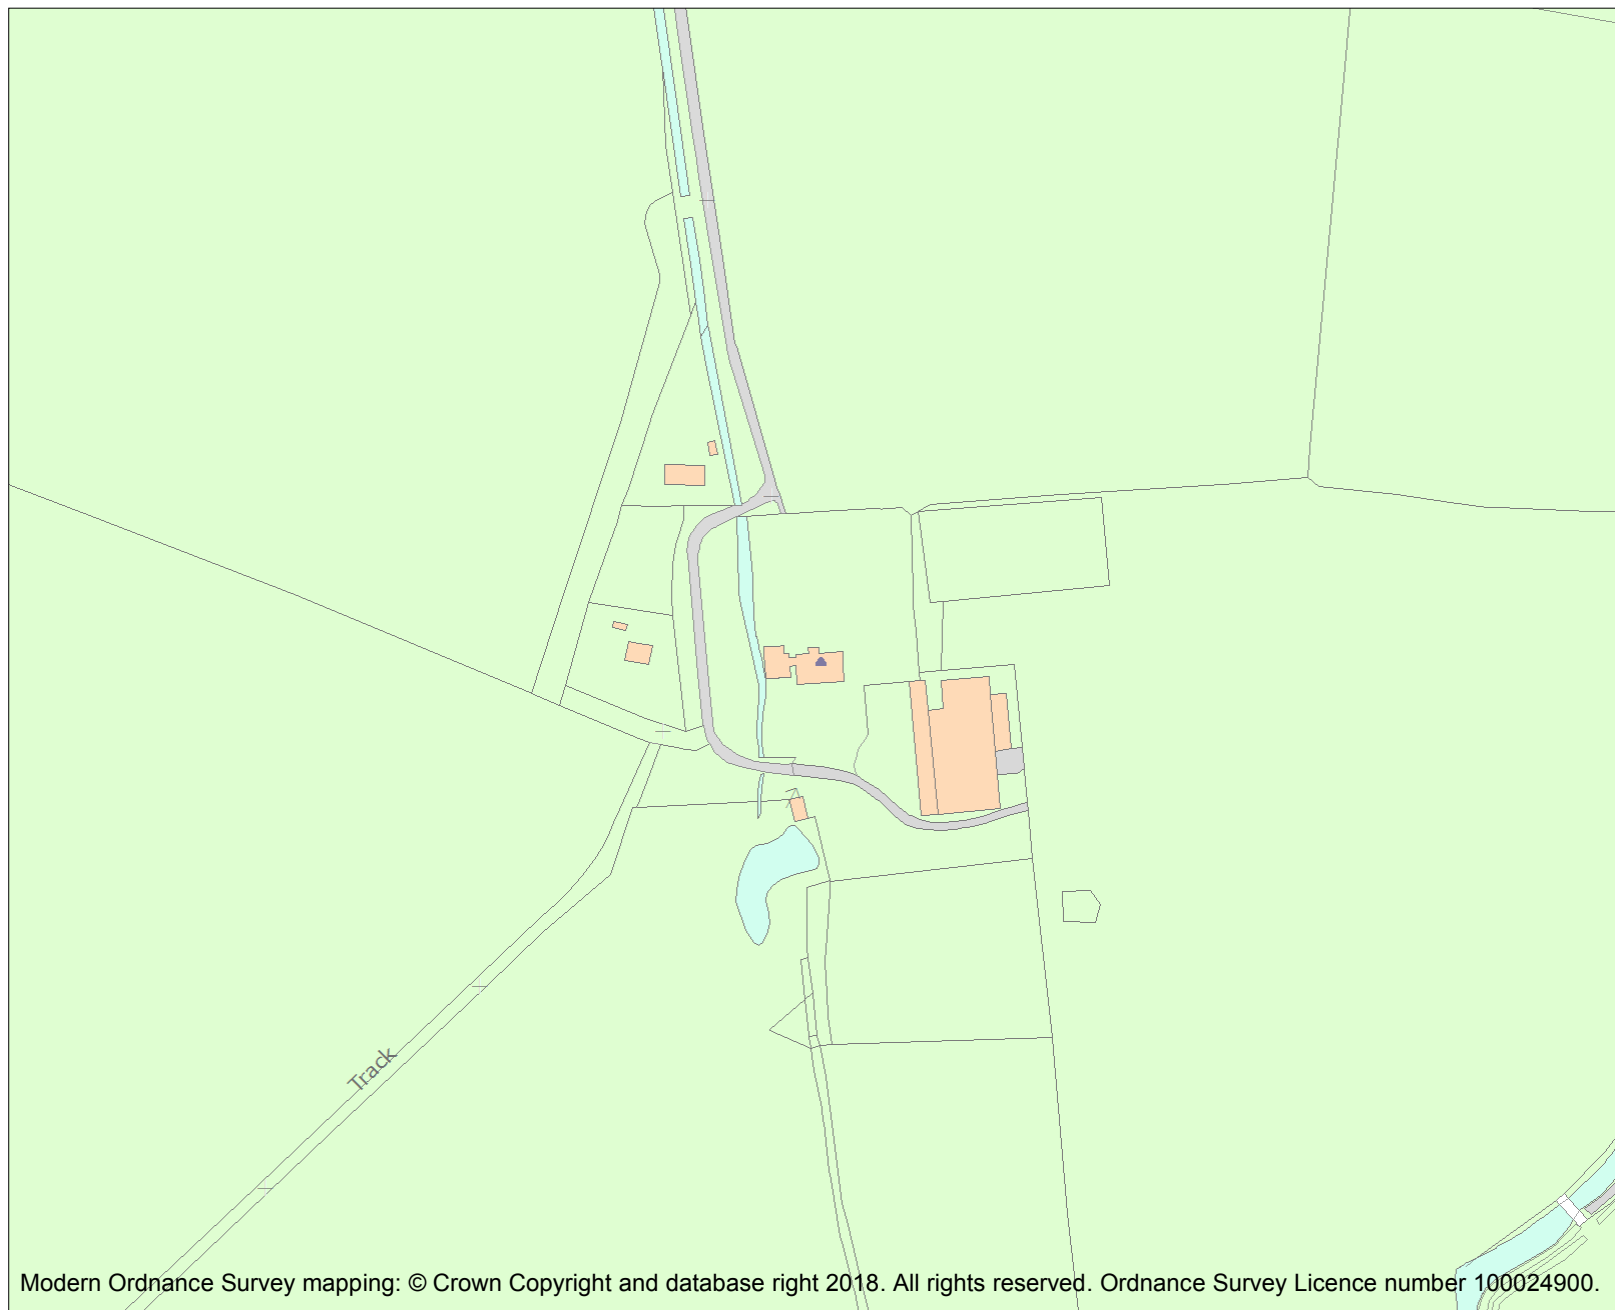 Track
Modern Ordnance Survey mapping: © Crown Copyright and database right 2018. All rights reserved. Ordnance Survey Licence number 100024900.